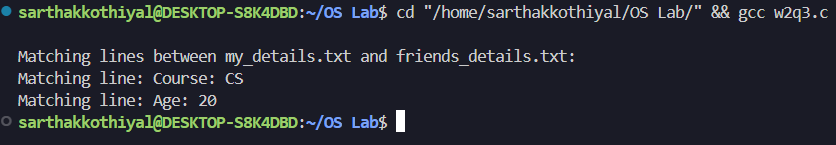 sarthakkothiyal@DESKTOP-S8K4DBD:~/OS Lab$ cd "/home/sarthakkothiyal/OS Lab/" && gcc w2q3.c
Matching lines between my_details.txt and friends_details.txt:
Matching line: Course: CS
Matching line: Age: 20
sarthakkothiyal@DESKTOP-S8K4DBD:~/OS Lab$